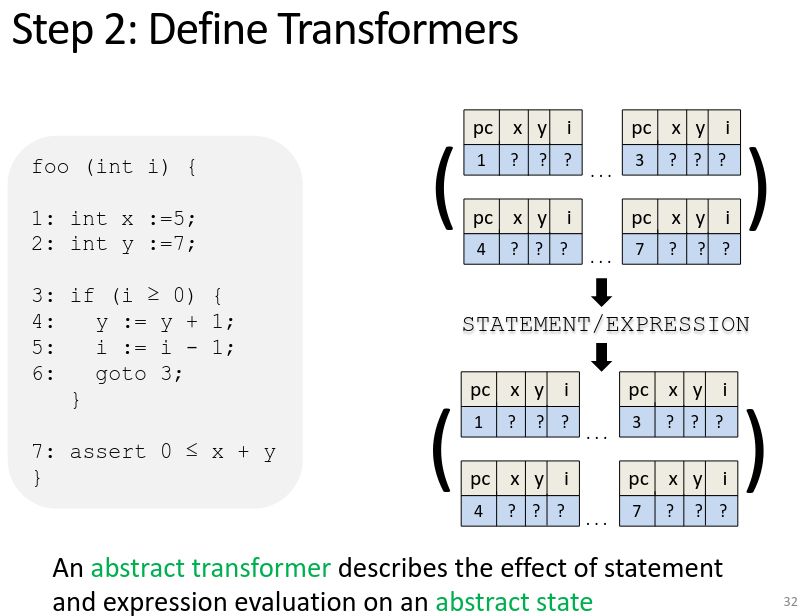 Step 2: Define Transformers
foo (int i) {
1: int x :=5;
2: int y :=7;
3: if (i ≥ 0) {
4:   y := y + 1;
5:   i := i - 1;
6:   goto 3;
   }
7: assert 0 ≤ x + y
}
( pc x y i ... pc x y i )
1 ? ? ? ... 3 ? ? ?
pc x y i pc x y i
4 ? ? ? ... 7 ? ? ?
STATEMENT/EXPRESSION
( pc x y i ... pc x y i )
1 ? ? ? ... 3 ? ? ?
pc x y i pc x y i
4 ? ? ? ... 7 ? ? ?
An abstract transformer describes the effect of statement
and expression evaluation on an abstract state
32